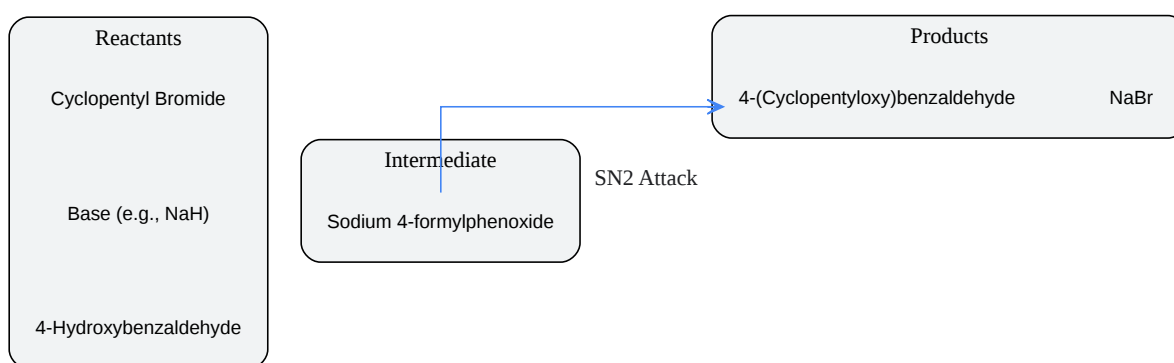 Reactants
Cyclopentyl Bromide
Base (e.g., NaH)
4-Hydroxybenzaldehyde
Intermediate
Sodium 4-formylphenoxide
SN2 Attack
Products
4-(Cyclopentyloxy)benzaldehyde NaBr